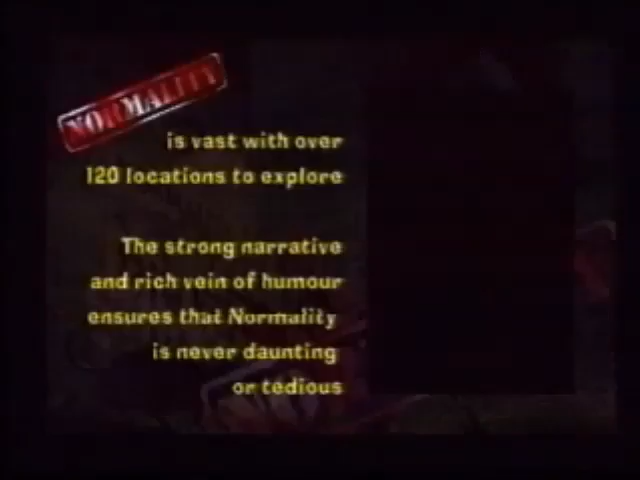 NORMALITY
is vast with over
120 locations to explore
The strong narrative
and rich vein of humour
ensures that Normality
is never daunting
or tedious